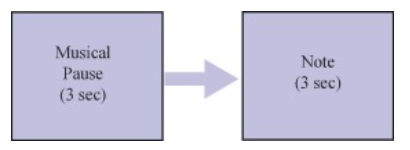 Musical
Pause
(3 sec)
Note
(3 sec)